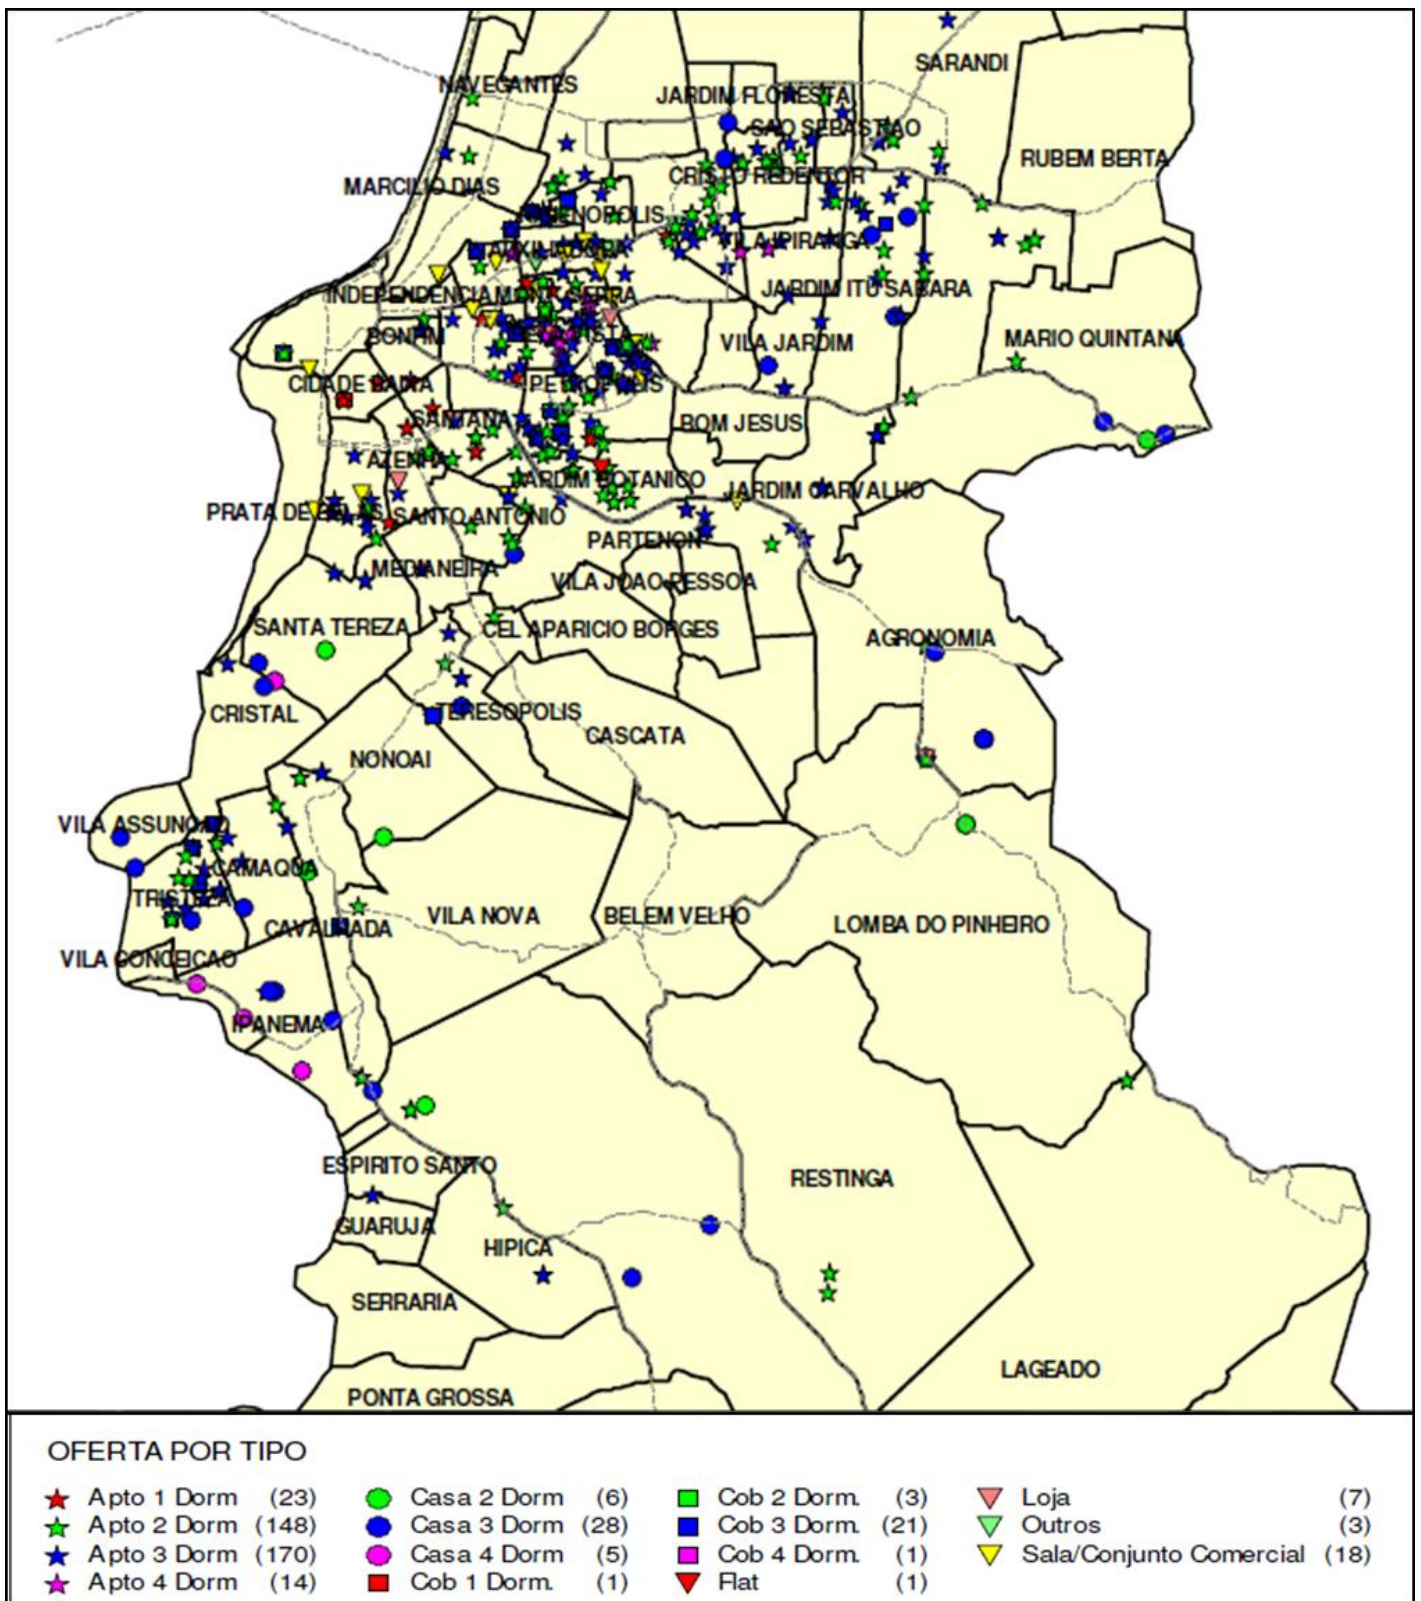 SARANDI
NAVEGANTES
JARDIM FLORESTA
SAO SEBASTIAO
RUBEM BERTA
CRISTO REDENTOR
MARCILIO DIAS
VILA IPIRANGA
JARDIM ITU SABARA
INDEPENDENCIA
MONT SERRA
BONFIM
VILA JARDIM
MARIO QUINTANA
CIDADE BAIXA
PETROPOLIS
SANTANA
BOM JESUS
AZENHA
JARDIM BOTANICO
JARDIM CARVALHO
PRAIA DE BELAS
SANTO ANTONIO
PARTENON
MEDIANEIRA
VILA JOAO PESSOA
SANTA TEREZA
CEL APARICIO BORGES
AGRONOMIA
CRISTAL
TERESOPOLIS
CASCATA
NONOAI
VILA ASSUNCAO
CAMAQUA
TRISTEZA
CAVALHADA
VILA NOVA
BELEM VELHO
LOMBA DO PINHEIRO
VILA CONCEICAO
IPANEMA
ESPIRITO SANTO
RESTINGA
GUARUJA
HIPICA
SERRARIA
LAGEADO
PONTA GROSSA
OFERTA POR TIPO
Apto 1 Dorm (23) Casa 2 Dorm (6) Cob 2 Dorm. (3) Loja (7)
Apto 2 Dorm (148) Casa 3 Dorm (28) Cob 3 Dorm. (21) Outros (3)
Apto 3 Dorm (170) Casa 4 Dorm (5) Cob 4 Dorm. (1) Sala/Conjunto Comercial (18)
Apto 4 Dorm (14) Cob 1 Dorm. (1) Flat (1)